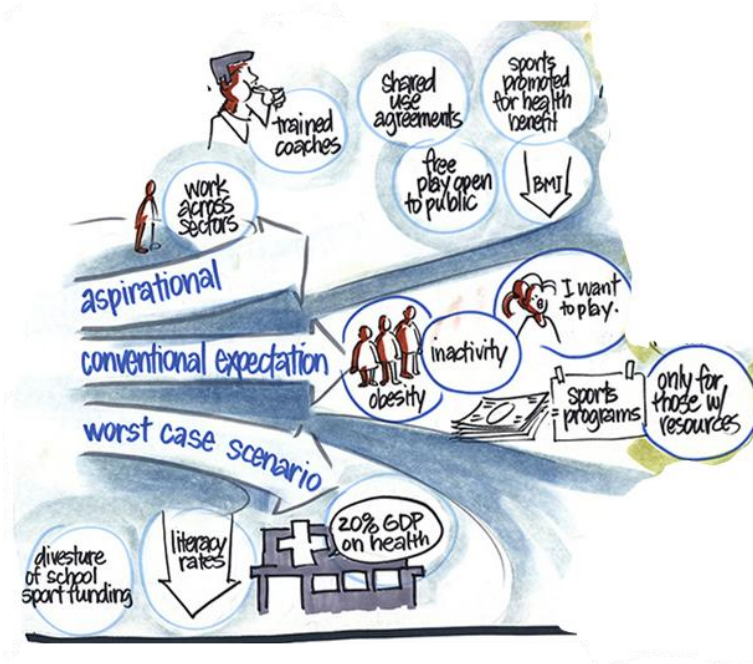 trained
coaches
shared
use
agreements
sports
promoted
for health
benefit
work
across
sectors
free
play open
to public
BMI
aspirational
I want
to play.
conventional expectation
obesity
inactivity
sports
programs
only for
those w/
resources
worst case scenario
divesture
of school
sport funding
literacy
rates
20% GDP
on health